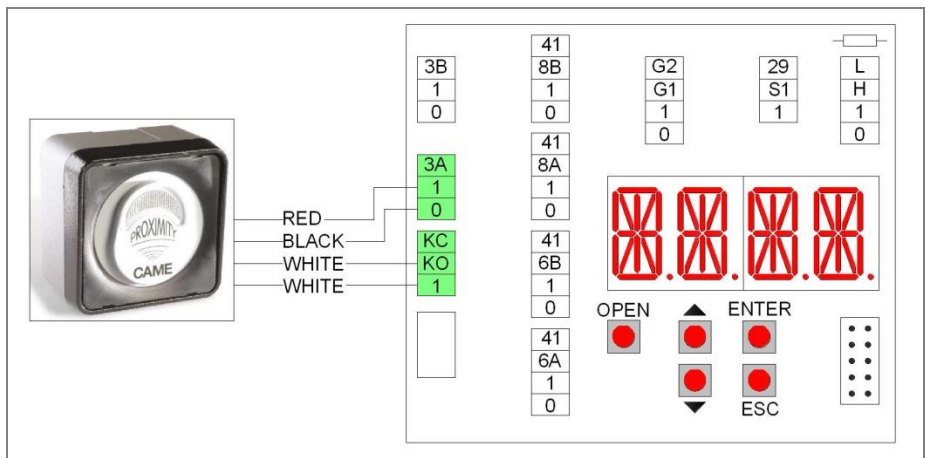 PROXIMITY
CAME
RED
BLACK
WHITE
WHITE
3B
1
0
3A
1
0
KC
KO
1
41
8B
1
0
41
8A
1
0
41
6B
1
0
41
6A
1
0
G2
G1
1
0
29
S1
1
L
H
1
0
OPEN
ENTER
ESC